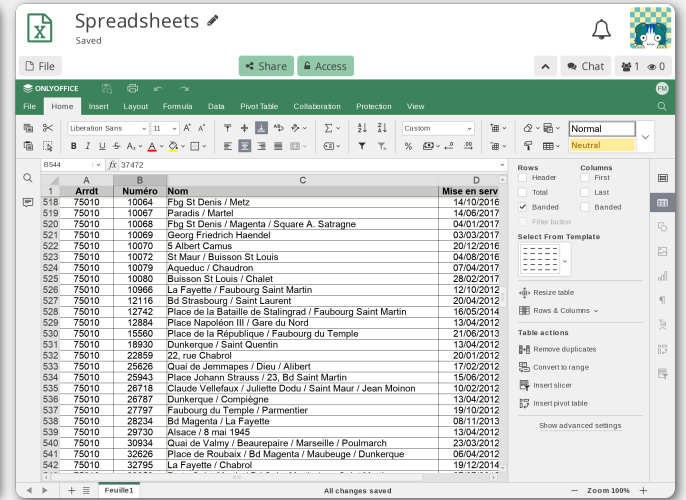 Spreadsheets
Saved
File
Share
Access
Chat
1
0
ONLYOFFICE
FM
File Home Insert Layout Formula Data Pivot Table Collaboration Protection View
Liberation Sans 11 Custom Normal
Neutral
B544 fx 37472
A B C D
1 Arrdt Numéro Nom Mise en serv
518 75010 10064 Fbg St Denis / Metz 14/10/2016
519 75010 10067 Paradis / Martel 14/06/2017
520 75010 10068 Fbg St Denis / Magenta / Square A. Satragne 04/01/2017
521 75010 10069 Georg Friedrich Haendel 03/03/2017
522 75010 10070 5 Albert Camus 20/12/2016
523 75010 10072 St Maur / Buisson St Louis 04/08/2016
524 75010 10079 Aqueduc / Chaudron 07/04/2017
525 75010 10080 Buisson St Louis / Chalet 28/02/2017
526 75010 10966 La Fayette / Faubourg Saint Martin 12/10/2012
527 75010 12116 Bd Strasbourg / Saint Laurent 20/04/2012
528 75010 12742 Place de la Bataille de Stalingrad / Faubourg Saint Martin 16/05/2014
529 75010 12884 Place Napoléon III / Gare du Nord 13/04/2012
530 75010 15560 Place de la République / Faubourg du Temple 21/06/2013
531 75010 18930 Dunkerque / Saint Quentin 13/04/2012
532 75010 22859 22, rue Chabrol 20/01/2012
533 75010 25626 Quai de Jemmapes / Dieu / Alibert 17/02/2012
534 75010 25943 Place Johann Strauss / 23, Bd Saint Martin 15/06/2012
535 75010 26718 Claude Vellefaux / Juliette Dodu / Saint Maur / Jean Moinon 10/02/2012
536 75010 26787 Dunkerque / Compiègne 13/04/2012
537 75010 27797 Faubourg du Temple / Parmentier 19/10/2012
538 75010 28234 Bd Magenta / La Fayette 08/11/2013
539 75010 29730 Alsace / 8 mai 1945 13/04/2012
540 75010 30934 Quai de Valmy / Beaurepaire / Marseille / Poulmarch 23/03/2012
541 75010 32626 Place de Roubaix / Bd Magenta / Maubeuge / Dunkerque 06/04/2012
542 75010 32795 La Fayette / Chabrol 19/12/2014
Rows Columns
Header First
Total Last
Banded Banded
Filter button
Select From Template
Resize table
Rows & Columns
Table actions
Remove duplicates
Convert to range
Insert slicer
Insert pivot table
Show advanced settings
Feuille1
All changes saved
Zoom 100%